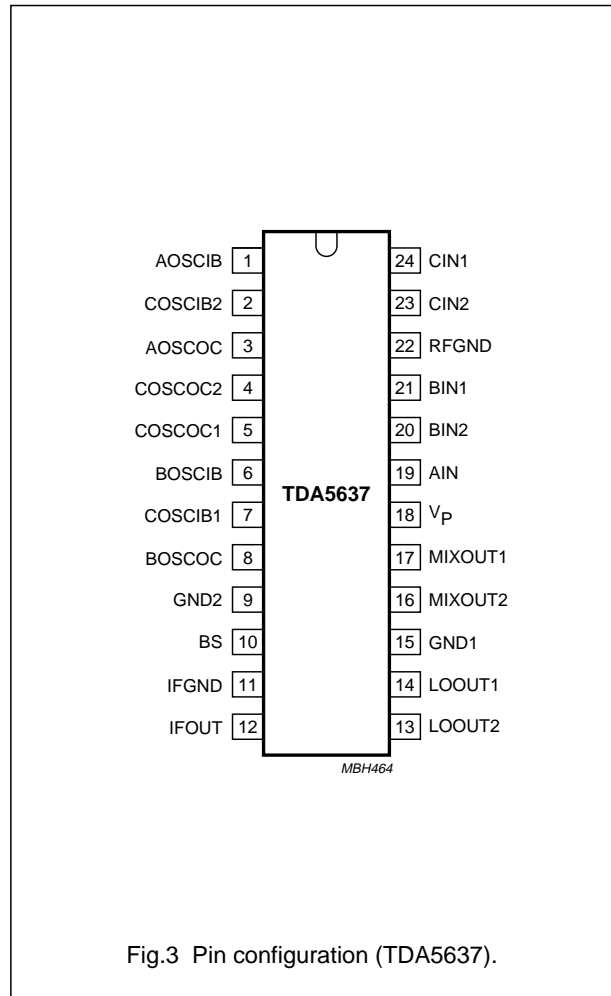 AOSCIB 1
COSCIB2 2
AOSCOC 3
COSCOC2 4
COSCOC1 5
BOSCIB 6
COSCIB1 7
BOSCOC 8
GND2 9
BS 10
IFGND 11
IFOUT 12
TDA5637
24 CIN1
23 CIN2
22 RFGND
21 BIN1
20 BIN2
19 AIN
18 VP
17 MIXOUT1
16 MIXOUT2
15 GND1
14 LOOUT1
13 LOOUT2
MBH464
Fig.3 Pin configuration (TDA5637).